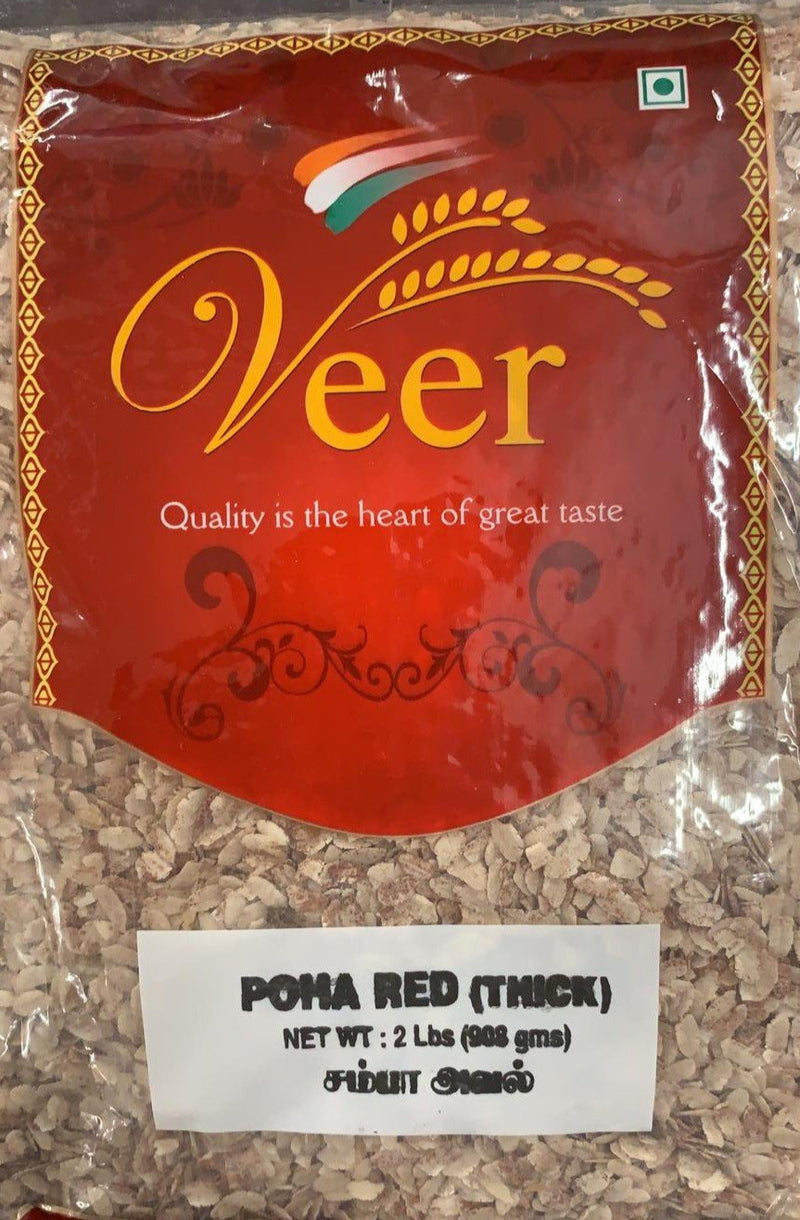 Veer
Quality is the heart of great taste
POHA RED (THICK)
NET WT : 2 Lbs (908 gms)
சம்பா அவல்